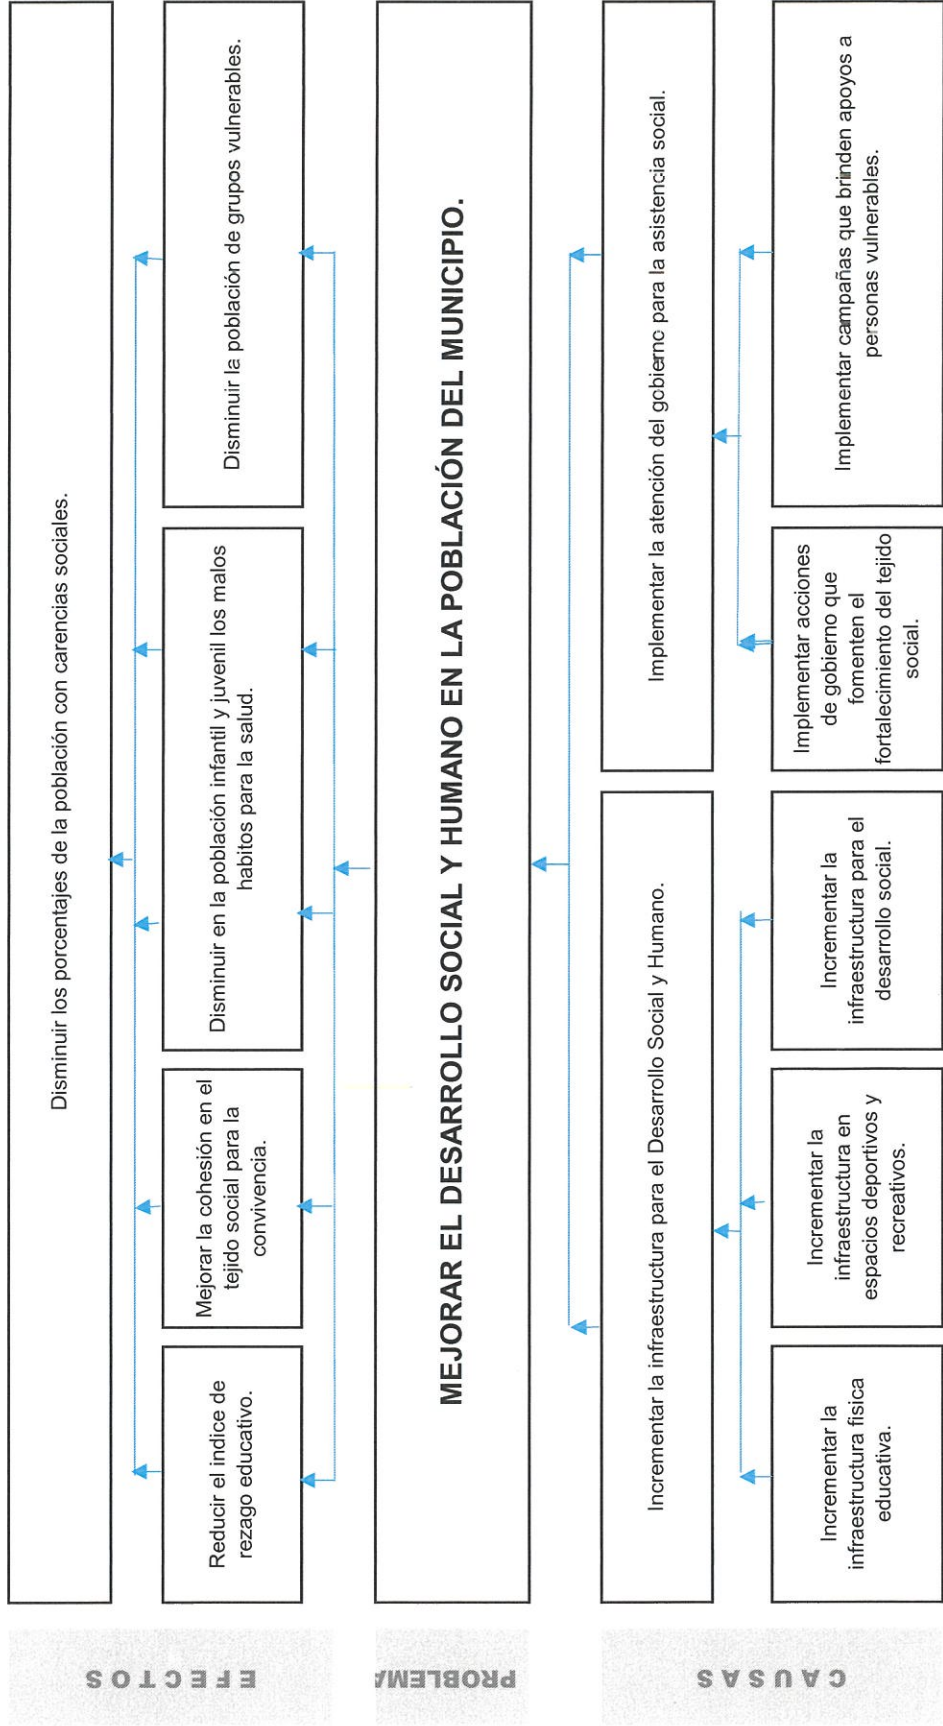 EFECTOS
Disminuir los porcentajes de la población con carencias sociales.
Reducir el indice de
rezago educativo.
Mejorar la cohesión en el
tejido social para la
convivencia.
Disminuir en la población infantil y juvenil los malos
habitos para la salud.
Disminuir la población de grupos vulnerables.
PROBLEMA
MEJORAR EL DESARROLLO SOCIAL Y HUMANO EN LA POBLACIÓN DEL MUNICIPIO.
CAUSAS
Incrementar la infraestructura para el Desarrollo Social y Humano.
Implementar la atención del gobierno para la asistencia social.
Incrementar la
infraestructura física
educativa.
Incrementar la
infraestructura en
espacios deportivos y
recreativos.
Incrementar la
infraestructura para el
desarrollo social.
Implementar acciones
de gobierno que
fomenten el
fortalecimiento del tejido
social.
Implementar campañas que brinden apoyos a
personas vulnerables.